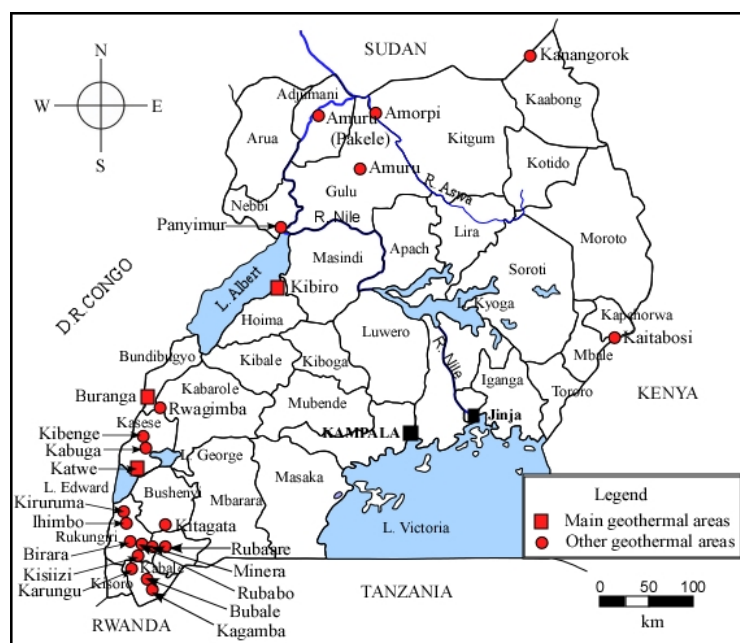 SUDAN
N
W
E
S
Kanangorok
Kaabong
Adjumani
Amuru
(Pakele)
Amorpi
Arua
Kitgum
Kotido
Amuru
Gulu
R. Aswa
Nebbi
R. Nile
Panyimur
Apach
Lira
Moroto
Masindi
Soroti
D.R. CONGO
L. Albert
Kibiro
L. Kyoga
Kapchorwa
Hoima
Luwero
Kaitabosi
Bundibugyo
R. Nile
Mbale
Kibale
Kiboga
Iganga
Kabarole
Tororo
KENYA
Buranga
Rwagimba
Mubende
Jinja
Kasese
KAMPALA
Kibenge
Kabuga
L. George
Katwe
Masaka
L. Edward
Bushenyi
Mbarara
Kiruruma
Ihimbo
Kitagata
L. Victoria
Rukungiri
Birara
Rubaare
Kisiizi
Kabale
Minera
Karungu
Kisoro
Rubabo
Bubale
Kagamba
RWANDA
TANZANIA
Legend
Main geothermal areas
Other geothermal areas
0 50 100
km